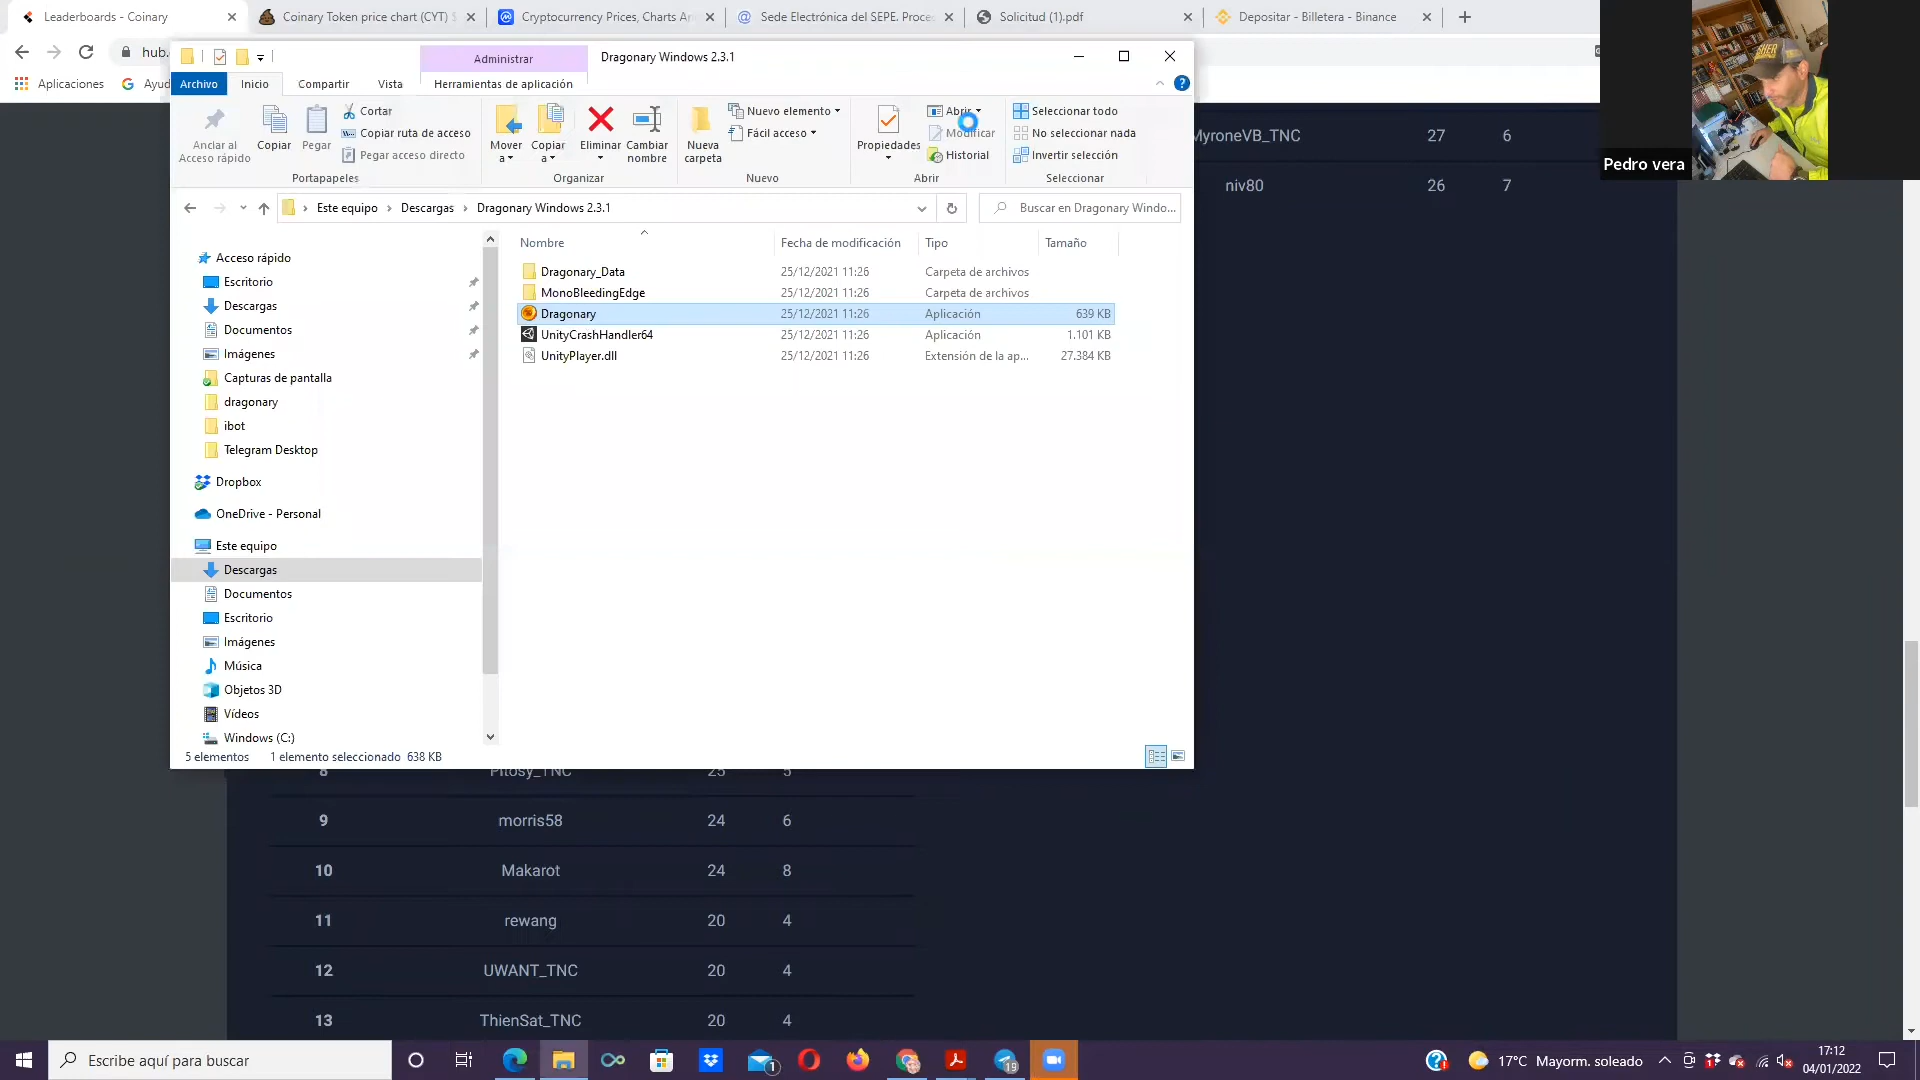 Leaderboards - Coinary
Coinary Token price chart (CYT) $
Cryptocurrency Prices, Charts An
Sede Electrónica del SEPE. Proce
Solicitud (1).pdf
Depositar - Billetera - Binance
hub.
Aplicaciones
Ayud
Administrar
Dragonary Windows 2.3.1
Archivo
Inicio
Compartir
Vista
Herramientas de aplicación
Anclar al
Acceso rápido
Copiar
Pegar
Cortar
Copiar ruta de acceso
Pegar acceso directo
Portapapeles
Mover
a
Copiar
a
Eliminar
Cambiar
nombre
Organizar
Nueva
carpeta
Nuevo elemento
Fácil acceso
Nuevo
Propiedades
Abrir
Modificar
Historial
Abrir
Seleccionar todo
No seleccionar nada
Invertir selección
Seleccionar
MyroneVB_TNC 27 6
niv80 26 7
Pedro vera
Este equipo > Descargas > Dragonary Windows 2.3.1
Buscar en Dragonary Windo...
Nombre Fecha de modificación Tipo Tamaño
Dragonary_Data 25/12/2021 11:26 Carpeta de archivos
MonoBleedingEdge 25/12/2021 11:26 Carpeta de archivos
Dragonary 25/12/2021 11:26 Aplicación 639 KB
UnityCrashHandler64 25/12/2021 11:26 Aplicación 1.101 KB
UnityPlayer.dll 25/12/2021 11:26 Extensión de la ap... 27.384 KB
Acceso rápido
Escritorio
Descargas
Documentos
Imágenes
Capturas de pantalla
dragonary
ibot
Telegram Desktop
Dropbox
OneDrive - Personal
Este equipo
Descargas
Documentos
Escritorio
Imágenes
Música
Objetos 3D
Vídeos
Windows (C:)
5 elementos 1 elemento seleccionado 638 KB
8 Pitosy_TNC 25 5
9 morris58 24 6
10 Makarot 24 8
11 rewang 20 4
12 UWANT_TNC 20 4
13 ThienSat_TNC 20 4
Escribe aquí para buscar
1
19
17°C Mayorm. soleado
17:12
04/01/2022